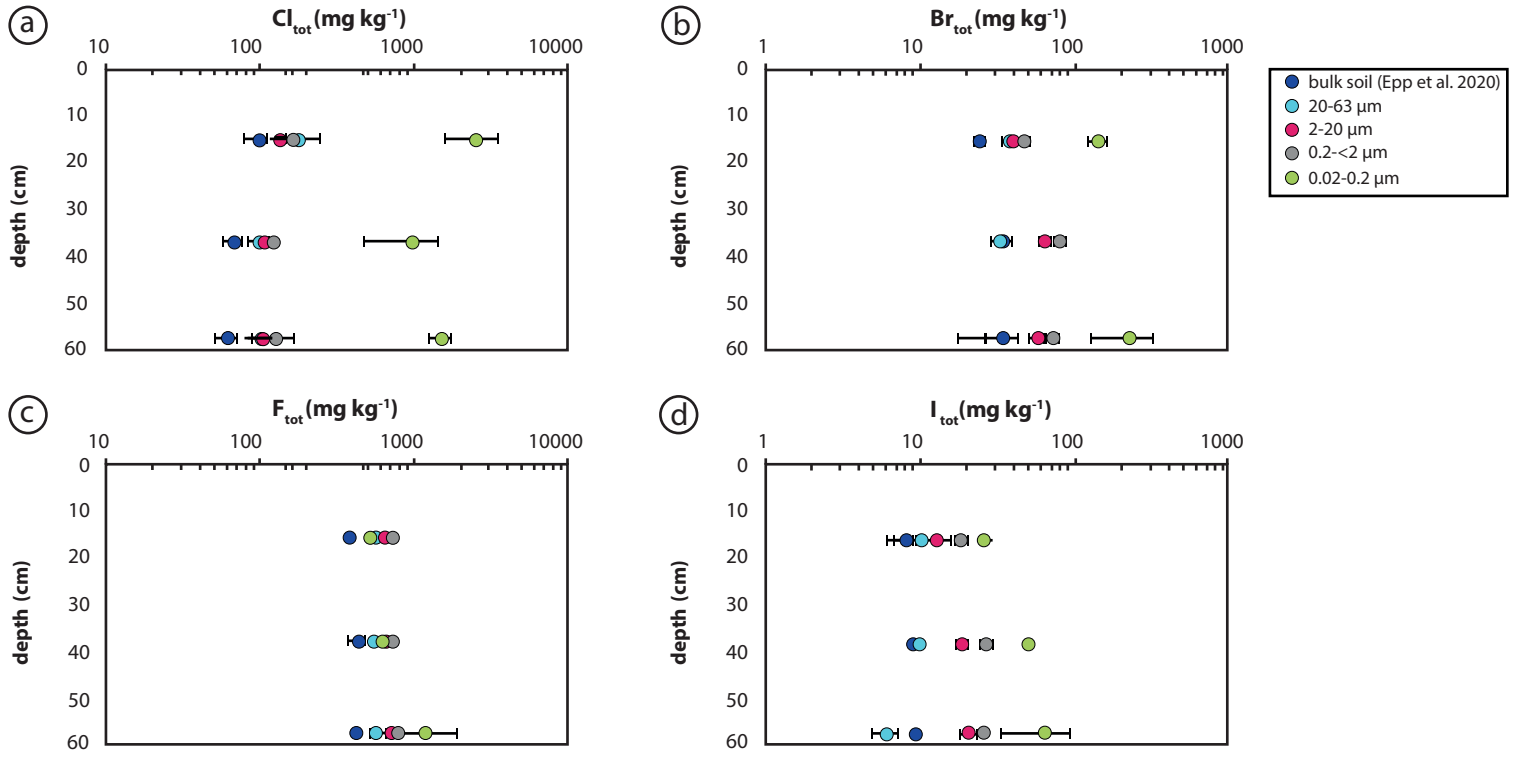 a
Cl tot (mg kg-1)
10 100 1000 10000
0
10
20
30
40
50
60
depth (cm)
b
Br tot (mg kg-1)
1 10 100 1000
0
10
20
30
40
50
60
depth (cm)
bulk soil (Epp et al. 2020)
20-63 µm
2-20 µm
0.2-<2 µm
0.02-0.2 µm
c
F tot (mg kg-1)
10 100 1000 10000
0
10
20
30
40
50
60
depth (cm)
d
I tot (mg kg-1)
1 10 100 1000
0
10
20
30
40
50
60
depth (cm)